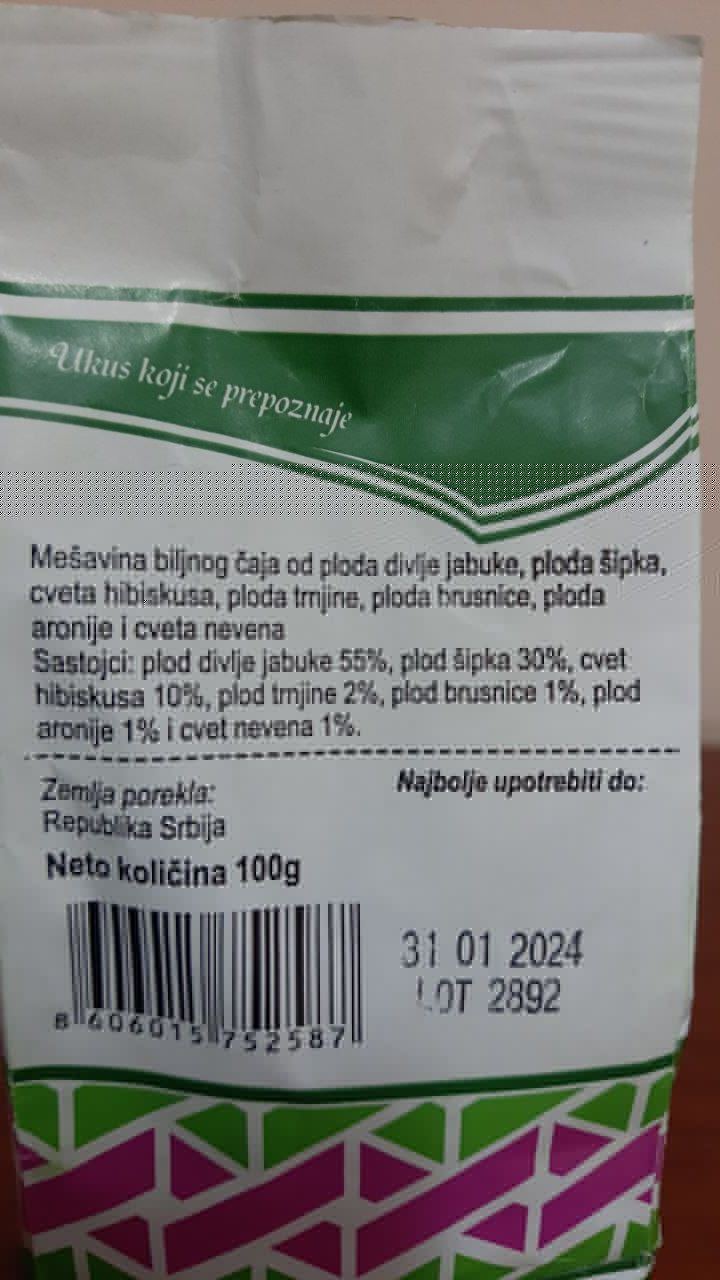 Ukus koji se prepoznaje
Mešavina biljnog čaja od ploda divlje jabuke, ploda šipka,
cveta hibiskusa, ploda trnjine, ploda brusnice, ploda
aronije i cveta nevena
Sastojci: plod divlje jabuke 55%, plod šipka 30%, cvet
hibiskusa 10%, plod trnjine 2%, plod brusnice 1%, plod
aronije 1% i cvet nevena 1%.
Zemlja porekla:
Republika Srbija
Neto količina 100g
Najbolje upotrebiti do:
31 01 2024
LOT 2892
8 606015 752587